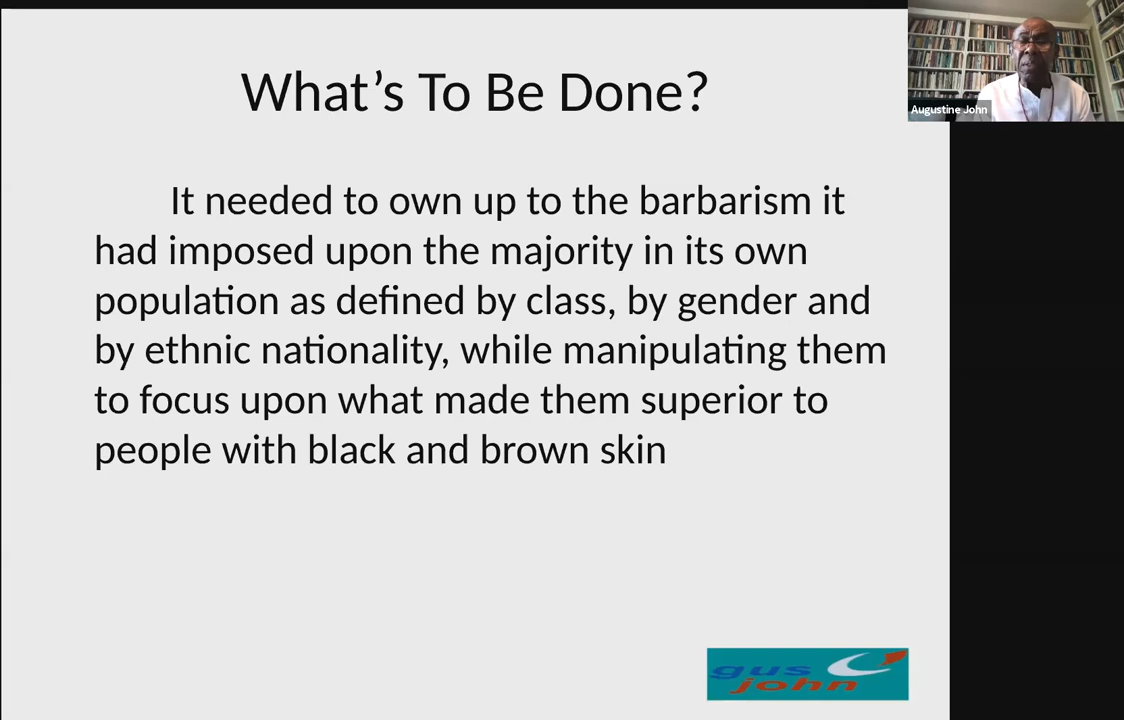 What's To Be Done?
Augustine John
It needed to own up to the barbarism it
had imposed upon the majority in its own
population as defined by class, by gender and
by ethnic nationality, while manipulating them
to focus upon what made them superior to
people with black and brown skin
gus
john